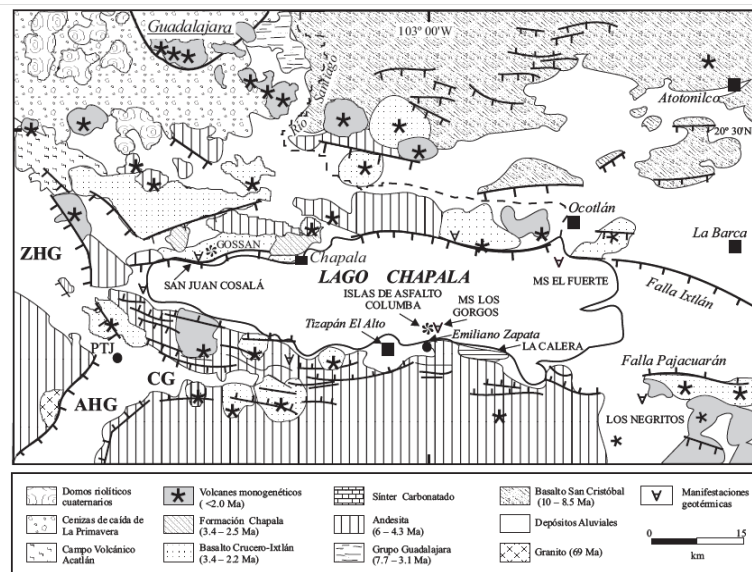 Guadalajara
103° 00'W
Río Santiago
Atotonilco
20° 30'N
Ocotlán
La Barca
ZHG
GOSSAN
Chapala
SAN JUAN COSALÁ
LAGO CHAPALA
MS EL FUERTE
Falla Ixtlán
ISLAS DE ASFALTO
COLUMBA
MS LOS
GORGOS
Tizapán El Alto
Emiliano Zapata
LA CALERA
PTJ
CG
AHG
Falla Pajacuarán
LOS NEGRITOS
Domos riolíticos
cuaternarios
Cenizas de caída de
La Primavera
Campo Volcánico
Acatlán
Volcanes monogenéticos
(<2.0 Ma)
Formación Chapala
(3.4 – 2.5 Ma)
Basalto Crucero-Ixtlán
(3.4 – 2.2 Ma)
Sínter Carbonatado
Andesita
(6 – 4.3 Ma)
Grupo Guadalajara
(7.7 – 3.1 Ma)
Basalto San Cristóbal
(10 – 8.5 Ma)
Depósitos Aluviales
Granito (69 Ma)
Manifestaciones
geotérmicas
0 15
km